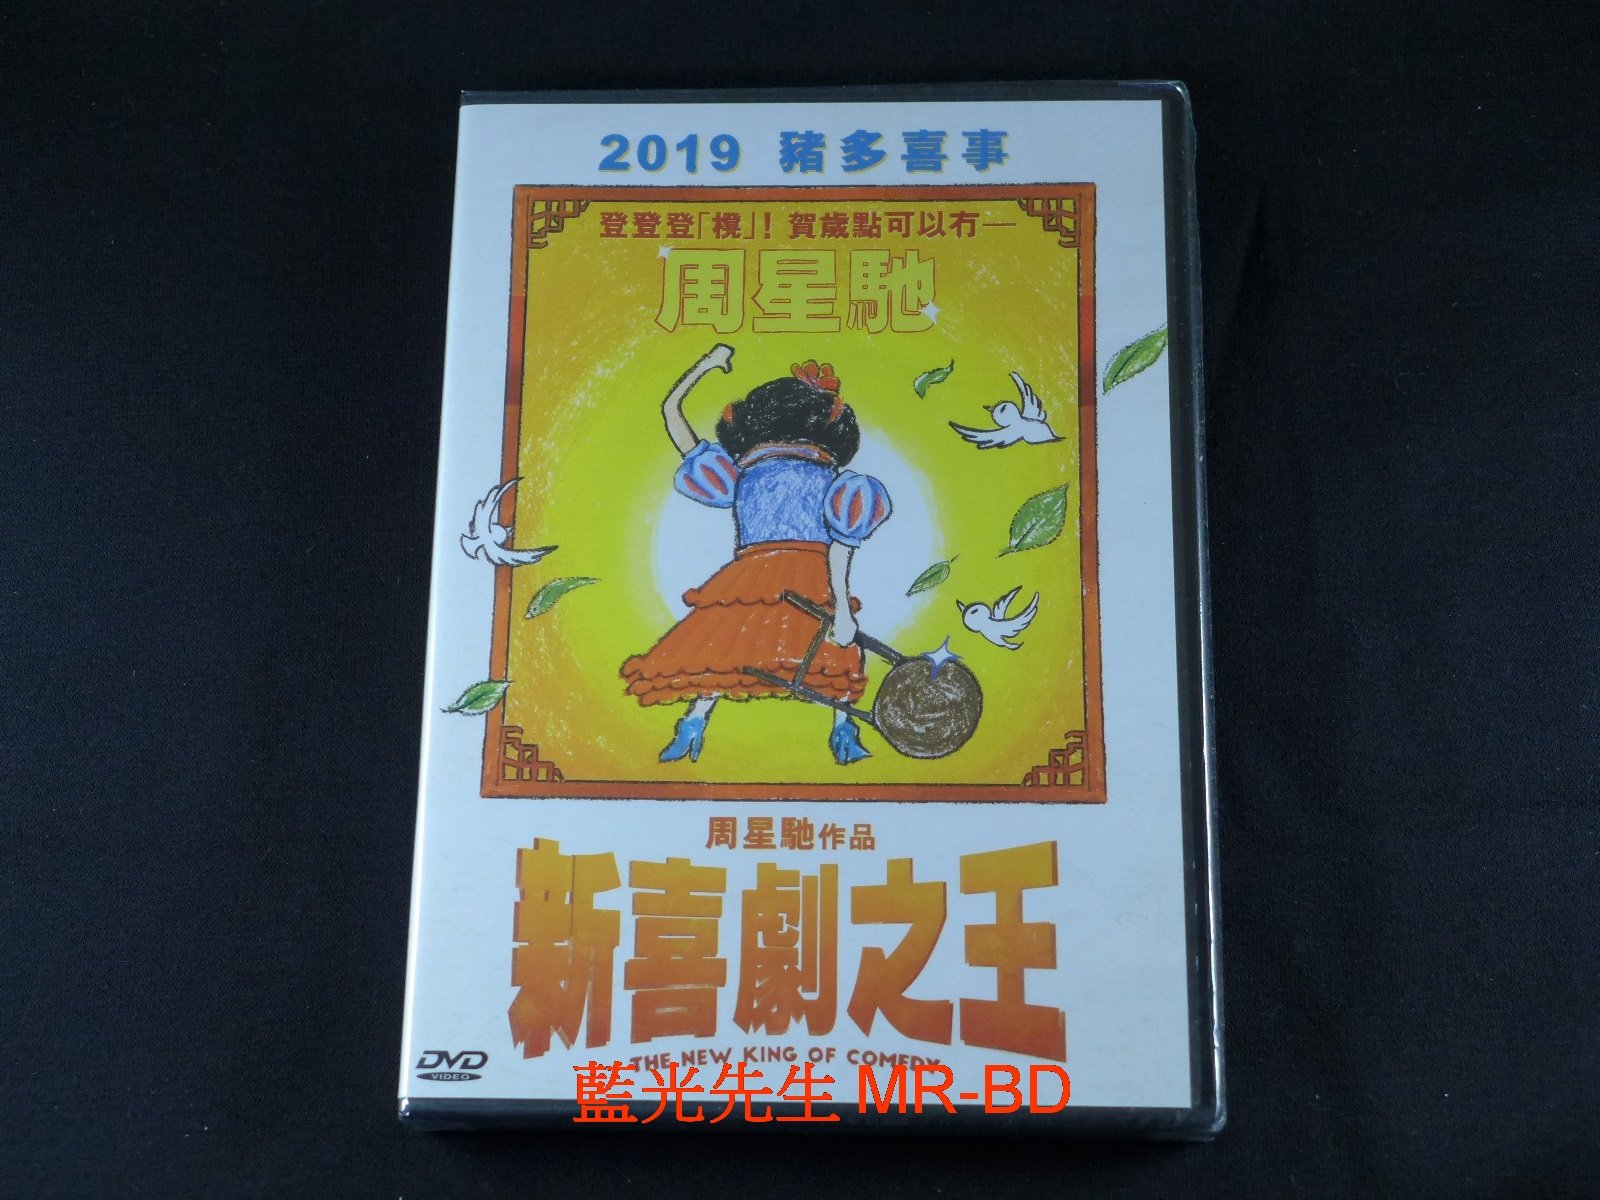 2019 豬多喜事
登登登「櫈」! 賀歲點可以冇一
周星馳
周星馳作品
新喜劇之王
THE NEW KING OF COMEDY
DVD
VIDEO
藍光先生 MR-BD